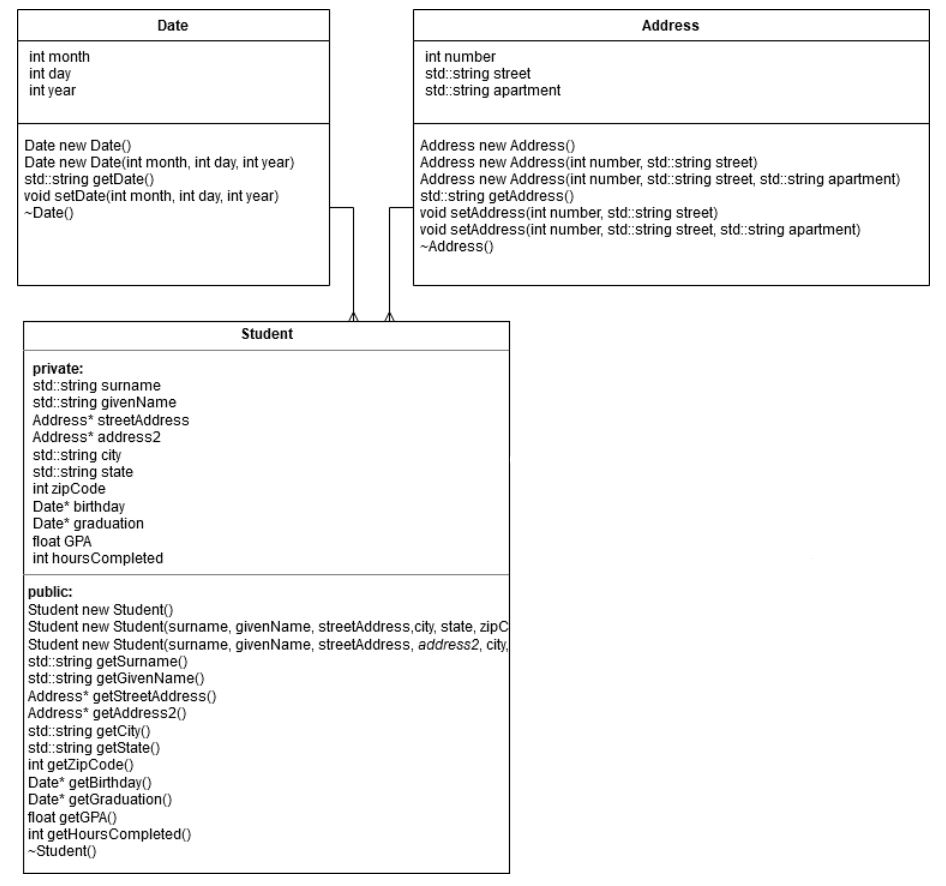 Date
int month
int day
int year
Date new Date()
Date new Date(int month, int day, int year)
std::string getDate()
void setDate(int month, int day, int year)
~Date()
Address
int number
std::string street
std::string apartment
Address new Address()
Address new Address(int number, std::string street)
Address new Address(int number, std::string street, std::string apartment)
std::string getAddress()
void setAddress(int number, std::string street)
void setAddress(int number, std::string street, std::string apartment)
~Address()
Student
private:
std::string surname
std::string givenName
Address* streetAddress
Address* address2
std::string city
std::string state
int zipCode
Date* birthday
Date* graduation
float GPA
int hoursCompleted
public:
Student new Student()
Student new Student(surname, givenName, streetAddress,city, state, zipC
Student new Student(surname, givenName, streetAddress, address2, city,
std::string getSurname()
std::string getGivenName()
Address* getStreetAddress()
Address* getAddress2()
std::string getCity()
std::string getState()
int getZipCode()
Date* getBirthday()
Date* getGraduation()
float getGPA()
int getHoursCompleted()
~Student()